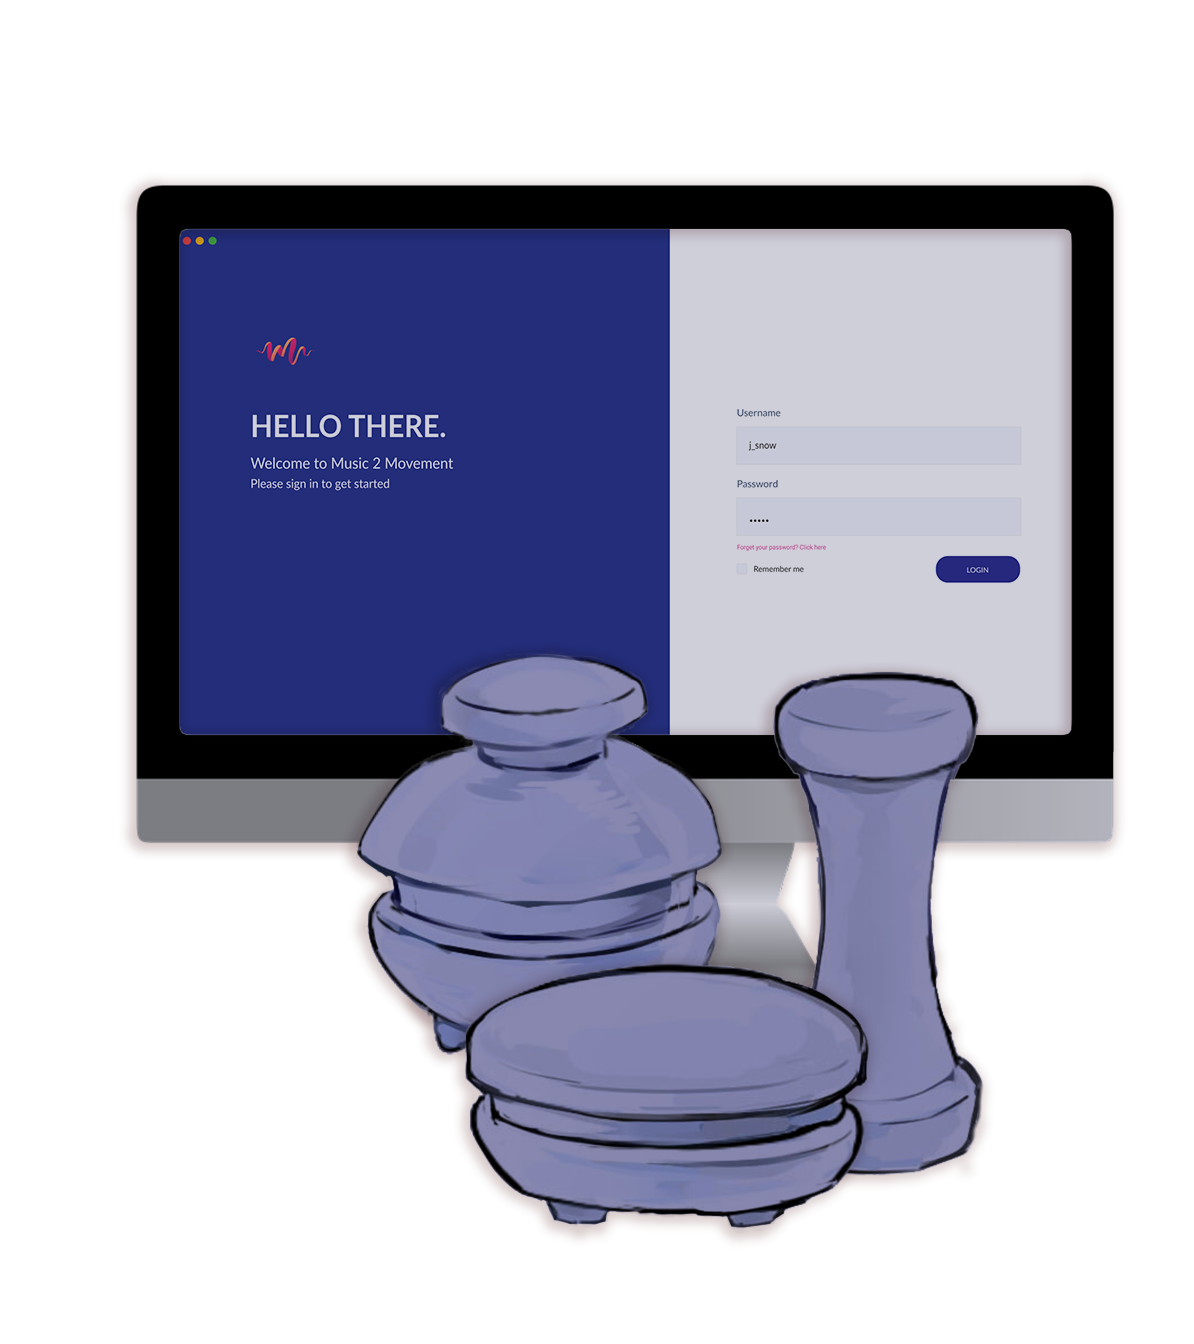 HELLO THERE.
Welcome to Music 2 Movement
Please sign in to get started
Username
j_snow
Password
•••••
Forget your password? Click here
Remember me
LOGIN